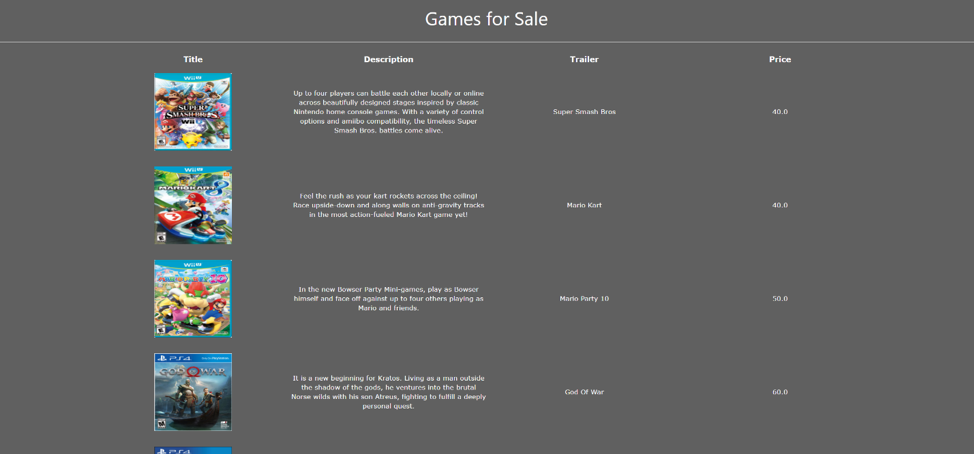 Games for Sale
Title Description Trailer Price
Wii U
SUPER
SMASH BROS
Wii U
Up to four players can battle each other locally or online
across beautifully designed stages inspired by classic
Nintendo home console games. With a variety of control
options and amiibo compatibility, the timeless Super
Smash Bros. battles come alive.
Super Smash Bros
40.0
Wii U
MARIOKART 8
Feel the rush as your kart rockets across the ceiling!
Race upside-down and along walls on anti-gravity tracks
in the most action-fueled Mario Kart game yet!
Mario Kart
40.0
Wii U
10
In the new Bowser Party Mini-games, play as Bowser
himself and face off against up to four others playing as
Mario and friends.
Mario Party 10
50.0
PS4
GOD OF WAR
It is a new beginning for Kratos. Living as a man outside
the shadow of the gods, he ventures into the brutal
Norse wilds with his son Atreus, fighting to fulfill a deeply
personal quest.
God Of War
60.0
PS4